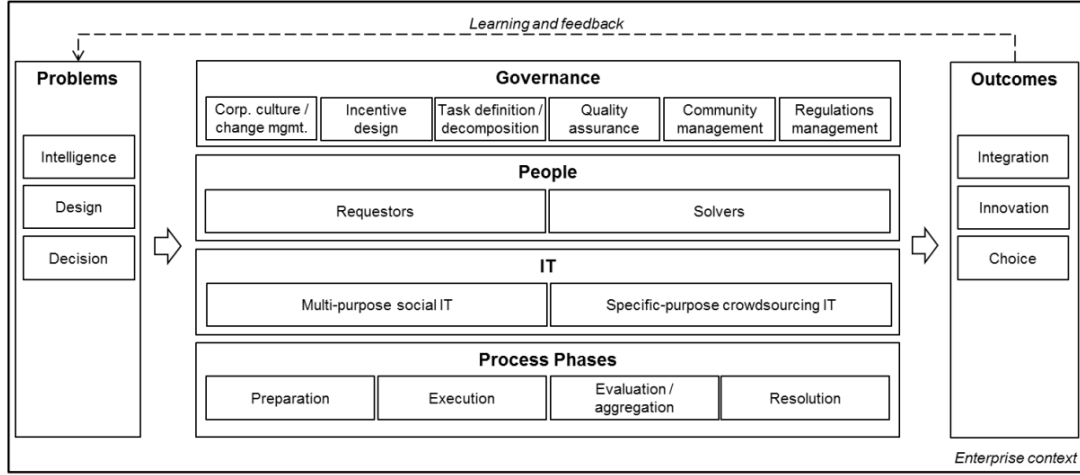 Learning and feedback
Problems
Intelligence
Design
Decision
Governance
Corp. culture /
change mgmt.
Incentive
design
Task definition /
decomposition
Quality
assurance
Community
management
Regulations
management
People
Requestors
Solvers
IT
Multi-purpose social IT
Specific-purpose crowdsourcing IT
Process Phases
Preparation
Execution
Evaluation /
aggregation
Resolution
Outcomes
Integration
Innovation
Choice
Enterprise context